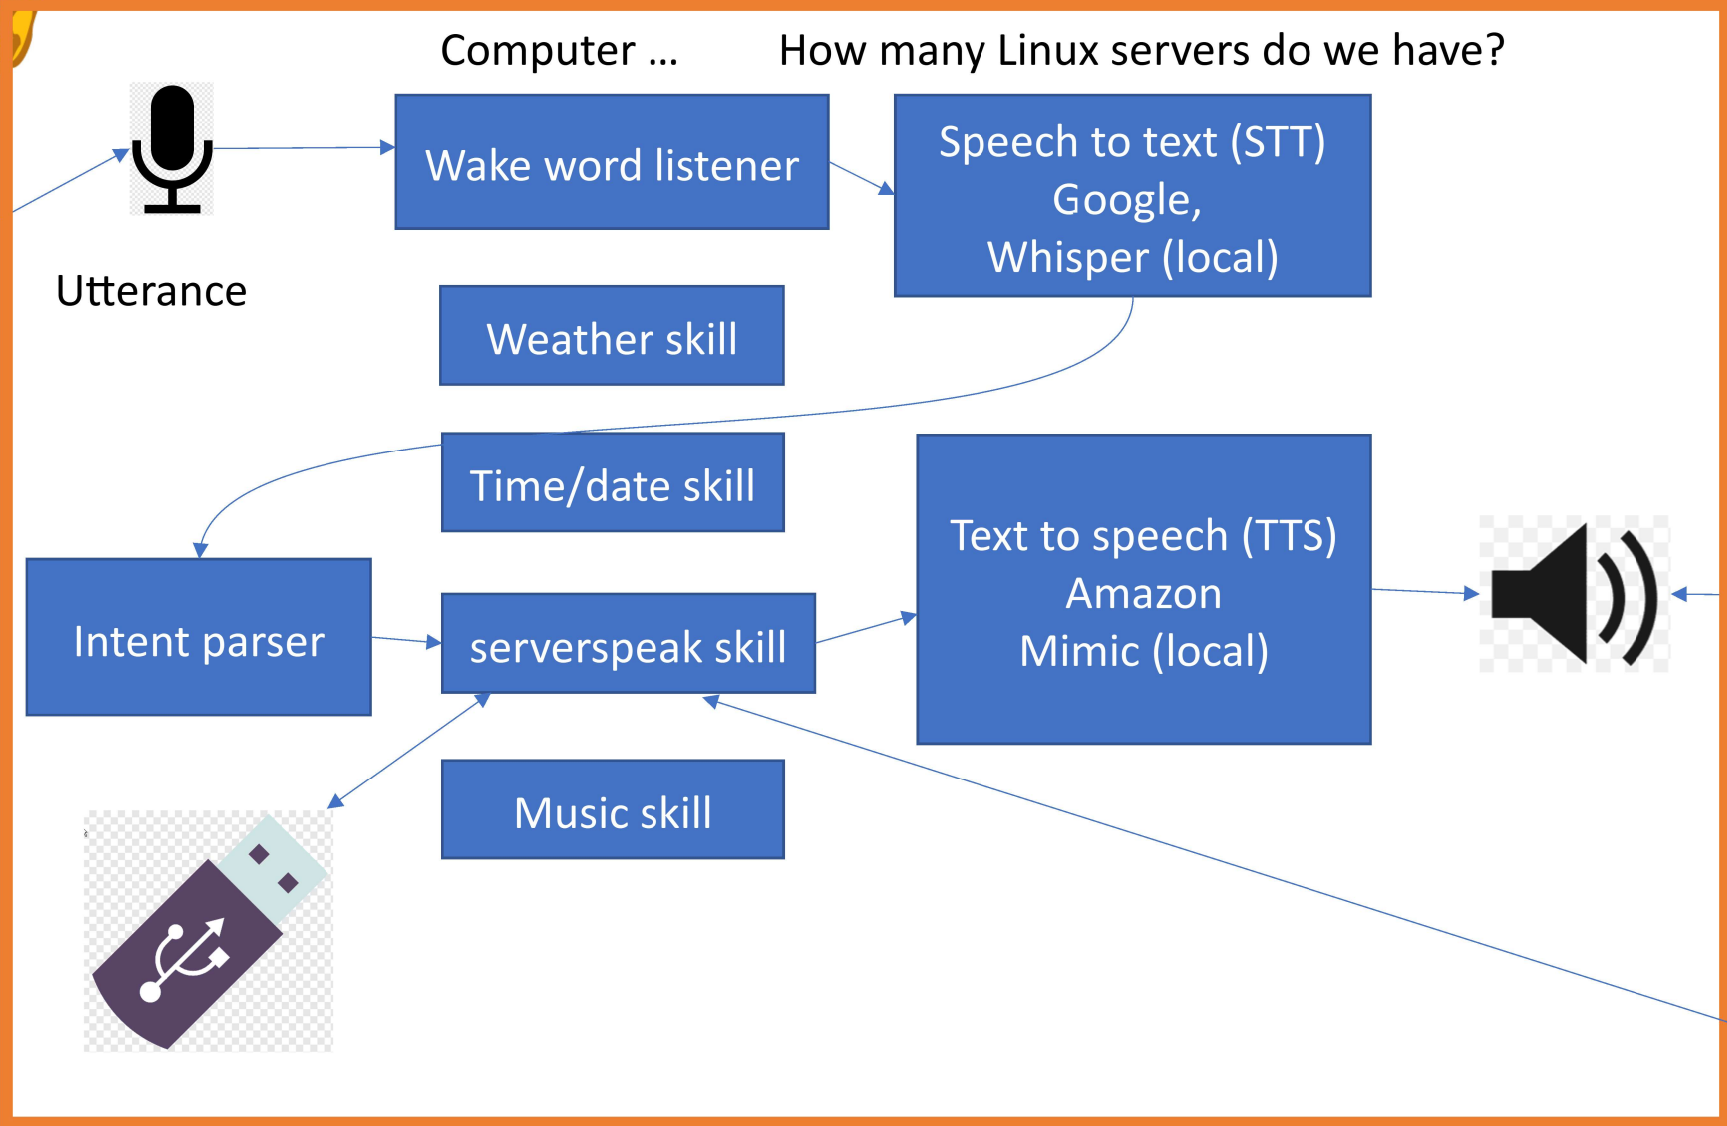 Computer ...
How many Linux servers do we have?
Wake word listener
Speech to text (STT)
Google,
Whisper (local)
Utterance
Weather skill
Time/date skill
Text to speech (TTS)
Amazon
Mimic (local)
Intent parser
serverspeak skill
Music skill